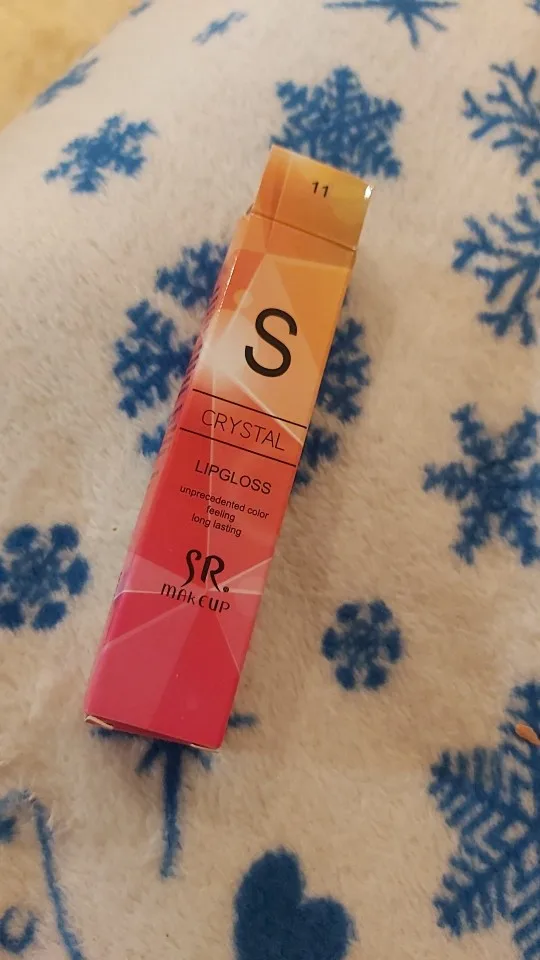 11
S
CRYSTAL
LIPGLOSS
unprecedented color
feeling
long lasting
SR.
MAKEUP